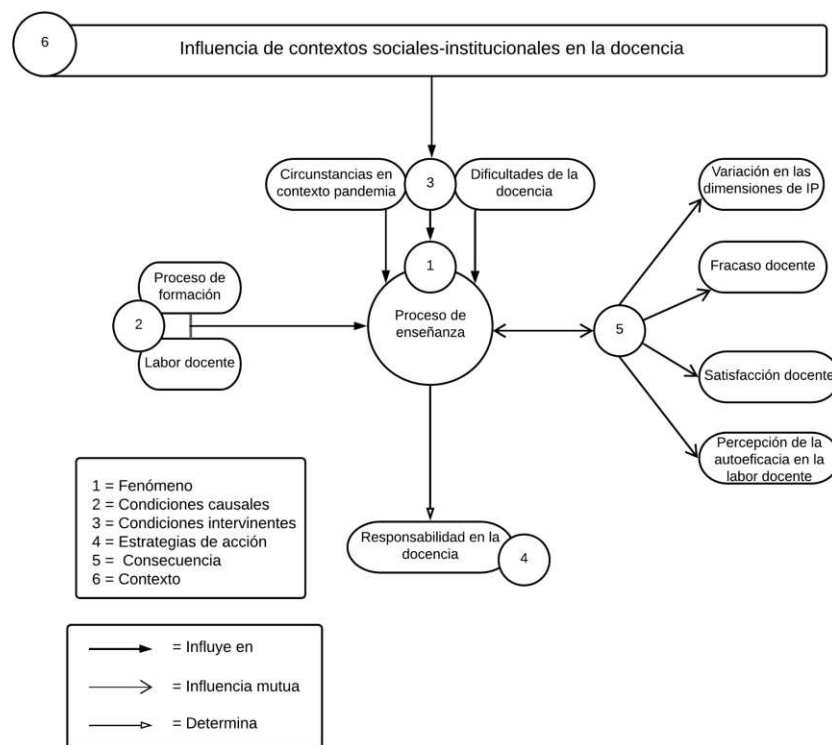 6
Influencia de contextos sociales-institucionales en la docencia
Circunstancias en
contexto pandemia
3
Dificultades de la
docencia
Variación en las
dimensiones de IP
1
Proceso de
enseñanza
Proceso de
formación
2
Labor docente
Fracaso docente
5
Satisfacción docente
Percepción de la
autoeficacia en la
labor docente
Responsabilidad en la
docencia
4
1 = Fenómeno
2 = Condiciones causales
3 = Condiciones intervinentes
4 = Estrategias de acción
5 = Consecuencia
6 = Contexto
= Influye en
= Influencia mutua
= Determina